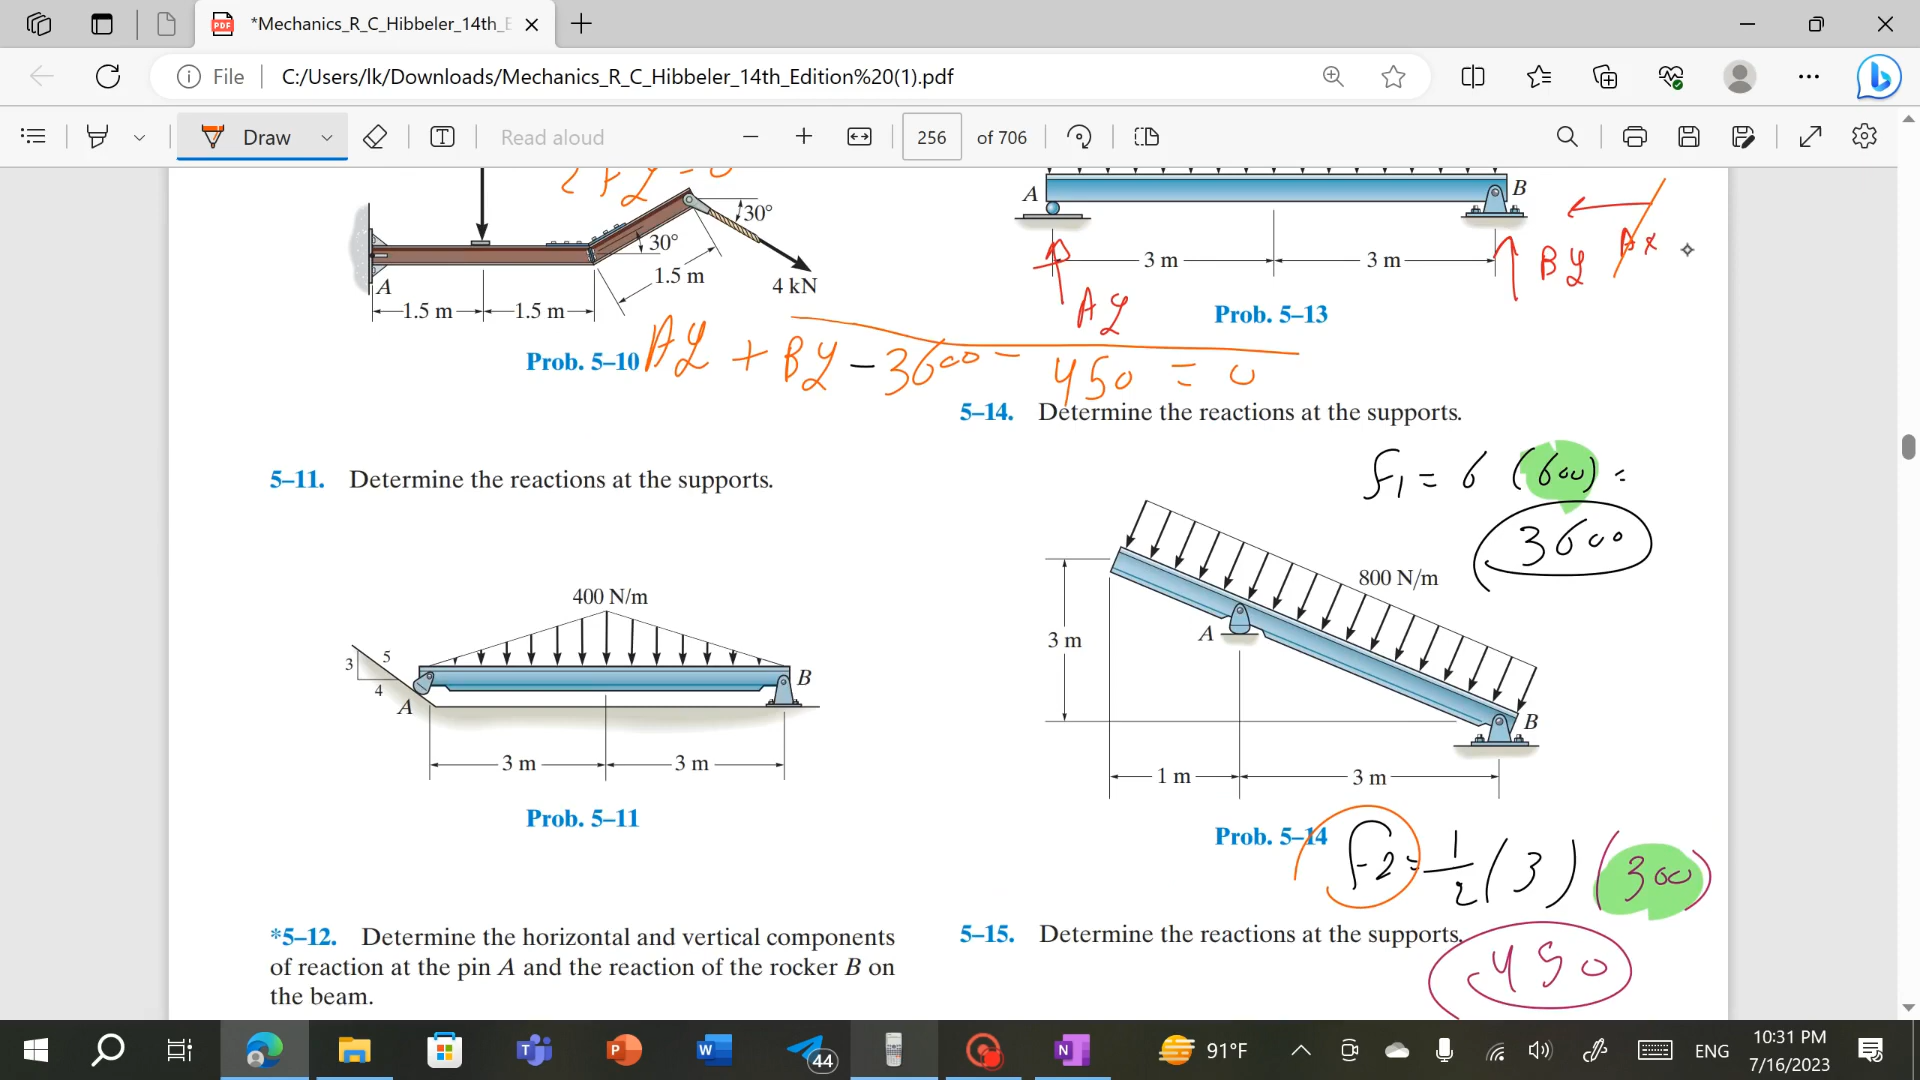 *Mechanics_R_C_Hibbeler_14th_E
File
C:/Users/lk/Downloads/Mechanics_R_C_Hibbeler_14th_Edition%20(1).pdf
Draw
Read aloud
256
of 706
30°
30°
1.5 m
4 kN
A
1.5 m
1.5 m
Prob. 5–10
A
B
3 m
3 m
Ay
By
Ax
Prob. 5–13
Ay + By - 3600 - 450 = 0
5–14. Determine the reactions at the supports.
F1 = 6 (600) =
3600
800 N/m
3 m
A
B
1 m
3 m
Prob. 5–14
F2 = 1/2 (3) (300)
450
5–11. Determine the reactions at the supports.
400 N/m
3
5
4
A
B
3 m
3 m
Prob. 5–11
*5–12. Determine the horizontal and vertical components
of reaction at the pin A and the reaction of the rocker B on
the beam.
5–15. Determine the reactions at the supports.
44
91°F
ENG
10:31 PM
7/16/2023